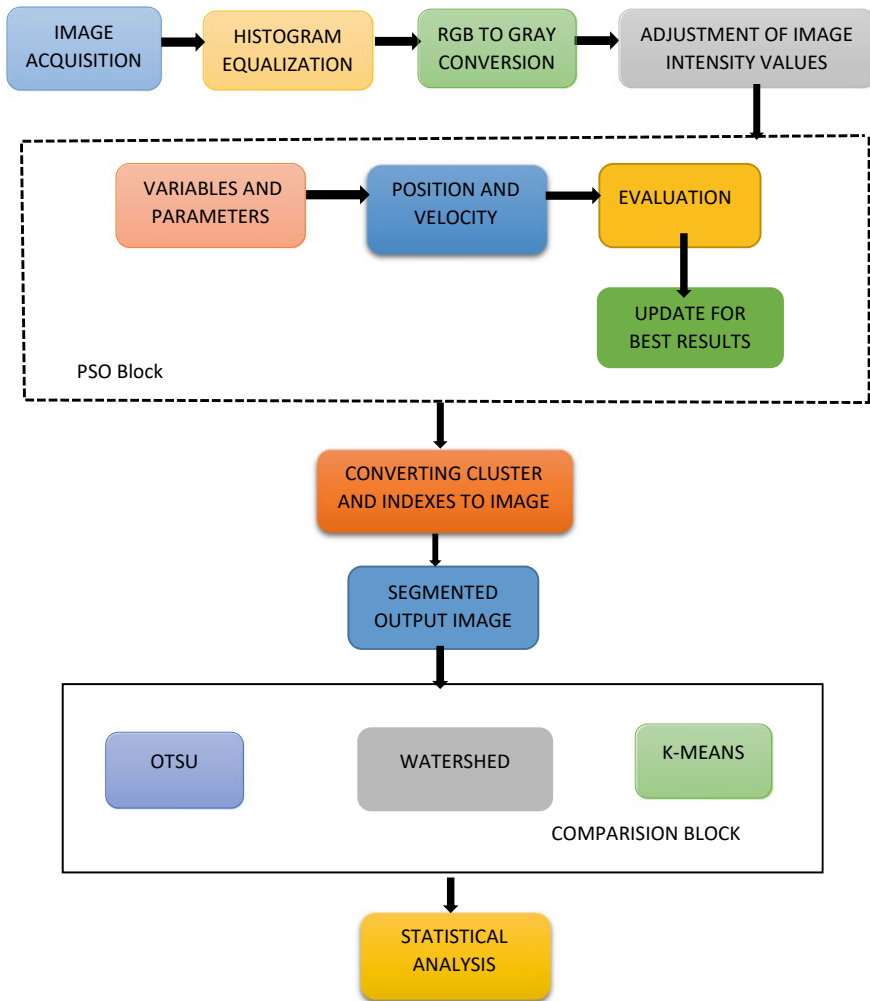 IMAGE
ACQUISITION
HISTOGRAM
EQUALIZATION
RGB TO GRAY
CONVERSION
ADJUSTMENT OF IMAGE
INTENSITY VALUES
VARIABLES AND
PARAMETERS
POSITION AND
VELOCITY
EVALUATION
UPDATE FOR
BEST RESULTS
PSO Block
CONVERTING CLUSTER
AND INDEXES TO IMAGE
SEGMENTED
OUTPUT IMAGE
OTSU
WATERSHED
K-MEANS
COMPARISION BLOCK
STATISTICAL
ANALYSIS